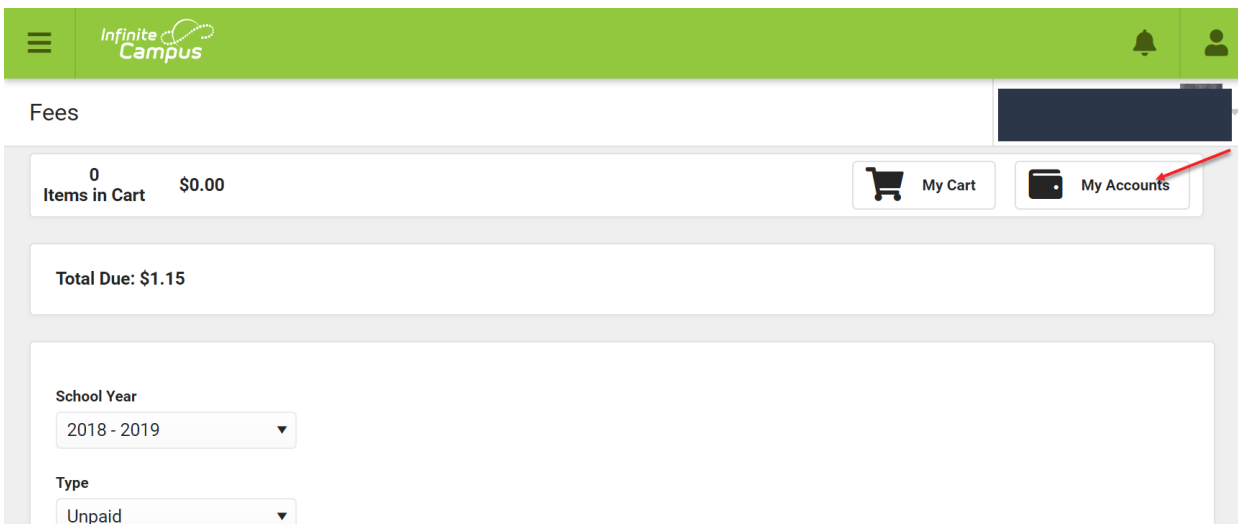 Infinite
Campus
Fees
0
Items in Cart
$0.00
My Cart
My Accounts
Total Due: $1.15
School Year
2018 - 2019
Type
Unpaid